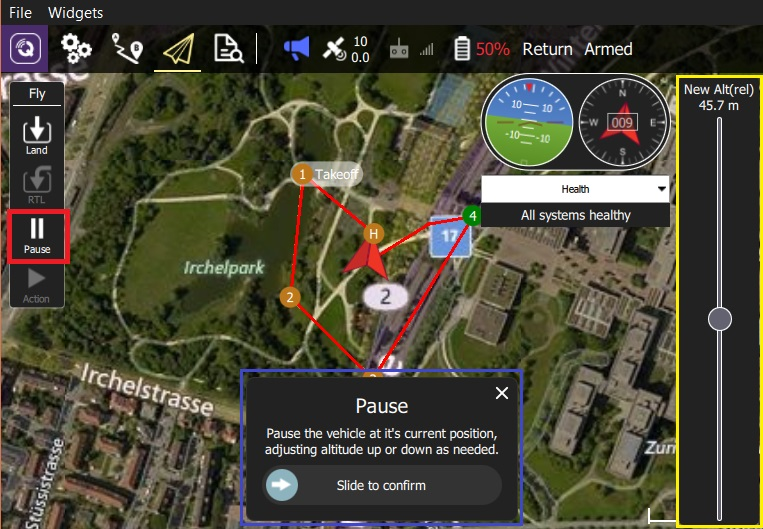 File Widgets
10
0.0
50% Return Armed
Fly
Land
RTL
Pause
Action
1 Takeoff
H
4
17
2
2
Irchelpark
Irchelstrasse
Stüssistrasse
10 10
-10 -10
N
W 009 E
S
Health
All systems healthy
New Alt(rel)
45.7 m
Pause
Pause the vehicle at it's current position,
adjusting altitude up or down as needed.
Slide to confirm